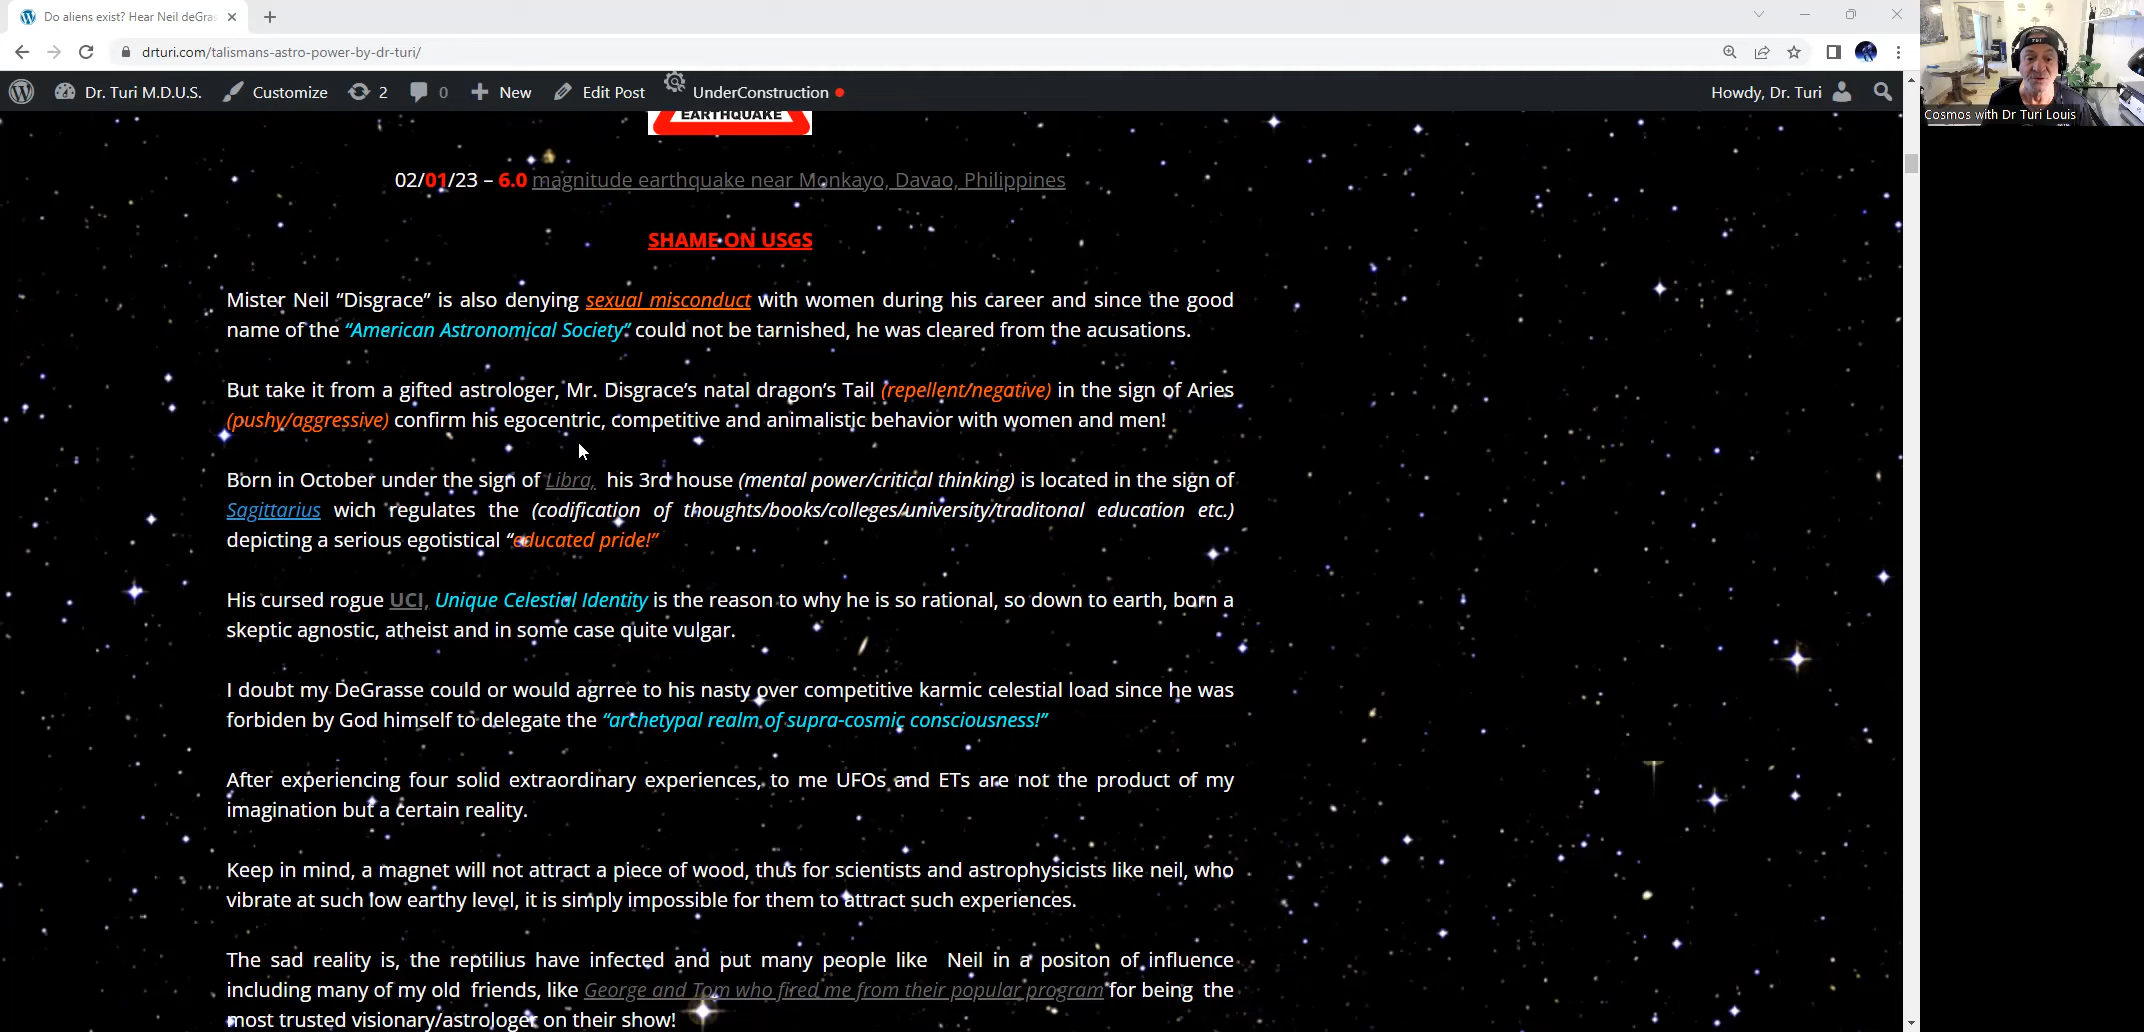 Do aliens exist? Hear Neil deGras
drturi.com/talismans-astro-power-by-dr-turi/
Dr. Turi M.D.U.S. Customize 2 0 New Edit Post UnderConstruction Howdy, Dr. Turi
Cosmos with Dr Turi Louis
EARTHQUAKE
02/01/23 – 6.0 magnitude earthquake near Monkayo, Davao, Philippines
SHAME ON USGS
Mister Neil “Disgrace” is also denying sexual misconduct with women during his career and since the good
name of the “American Astronomical Society” could not be tarnished, he was cleared from the acusations.
But take it from a gifted astrologer, Mr. Disgrace’s natal dragon’s Tail (repellent/negative) in the sign of Aries
(pushy/aggressive) confirm his egocentric, competitive and animalistic behavior with women and men!
Born in October under the sign of Libra, his 3rd house (mental power/critical thinking) is located in the sign of
Sagittarius wich regulates the (codification of thoughts/books/colleges/university/traditonal education etc.)
depicting a serious egotistical “educated pride!”
His cursed rogue UCI, Unique Celestial Identity is the reason to why he is so rational, so down to earth, born a
skeptic agnostic, atheist and in some case quite vulgar.
I doubt my DeGrasse could or would agrree to his nasty over competitive karmic celestial load since he was
forbiden by God himself to delegate the “archetypal realm of supra-cosmic consciousness!”
After experiencing four solid extraordinary experiences, to me UFOs and ETs are not the product of my
imagination but a certain reality.
Keep in mind, a magnet will not attract a piece of wood, thus for scientists and astrophysicists like neil, who
vibrate at such low earthy level, it is simply impossible for them to attract such experiences.
The sad reality is, the reptilius have infected and put many people like Neil in a positon of influence
including many of my old friends, like George and Tom who fired me from their popular program for being the
most trusted visionary/astrologer on their show!